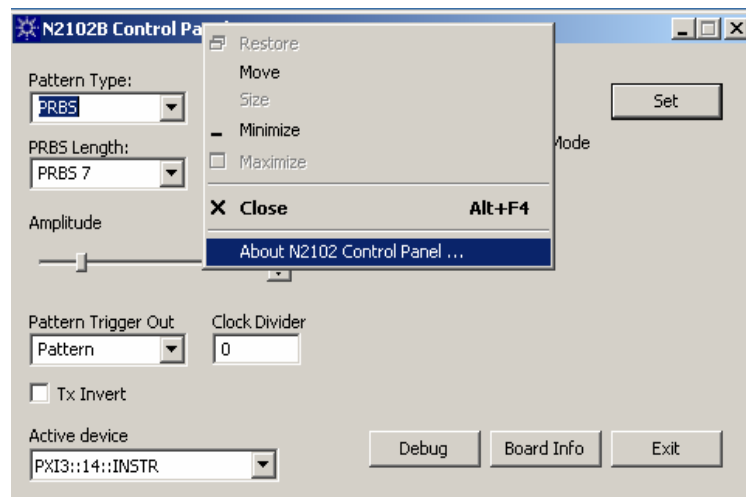 N2102B Control Pa
Restore
Move
Size
Minimize
Maximize
Close Alt+F4
About N2102 Control Panel ...
Pattern Type:
PRBS
Set
Mode
PRBS Length:
PRBS 7
Amplitude
Pattern Trigger Out Clock Divider
Pattern 0
Tx Invert
Active device
PXI3::14::INSTR
Debug Board Info Exit